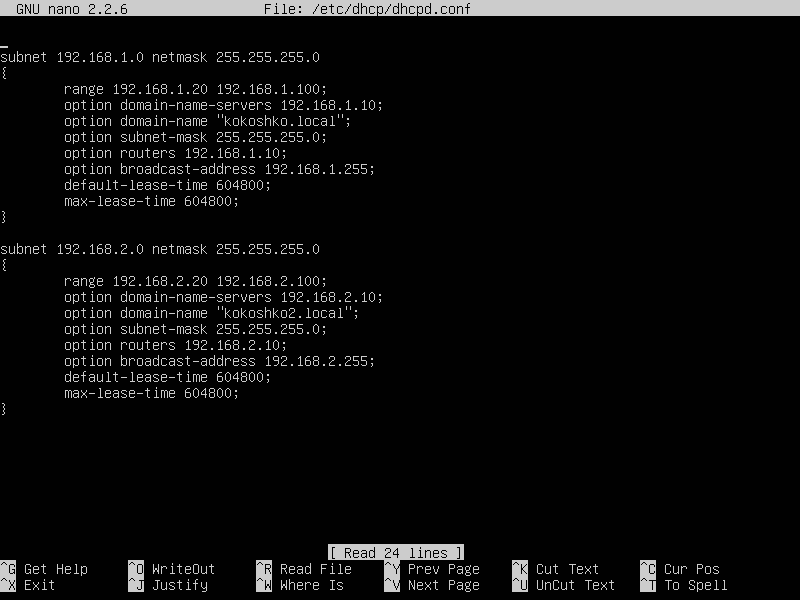 GNU nano 2.2.6 File: /etc/dhcp/dhcpd.conf
subnet 192.168.1.0 netmask 255.255.255.0
{
range 192.168.1.20 192.168.1.100;
option domain-name-servers 192.168.1.10;
option domain-name "kokoshko.local";
option subnet-mask 255.255.255.0;
option routers 192.168.1.10;
option broadcast-address 192.168.1.255;
default-lease-time 604800;
max-lease-time 604800;
}
subnet 192.168.2.0 netmask 255.255.255.0
{
range 192.168.2.20 192.168.2.100;
option domain-name-servers 192.168.2.10;
option domain-name "kokoshko2.local";
option subnet-mask 255.255.255.0;
option routers 192.168.2.10;
option broadcast-address 192.168.2.255;
default-lease-time 604800;
max-lease-time 604800;
}
[ Read 24 lines ]
^G Get Help ^O WriteOut ^R Read File ^Y Prev Page ^K Cut Text ^C Cur Pos
^X Exit ^J Justify ^W Where Is ^V Next Page ^U UnCut Text ^T To Spell